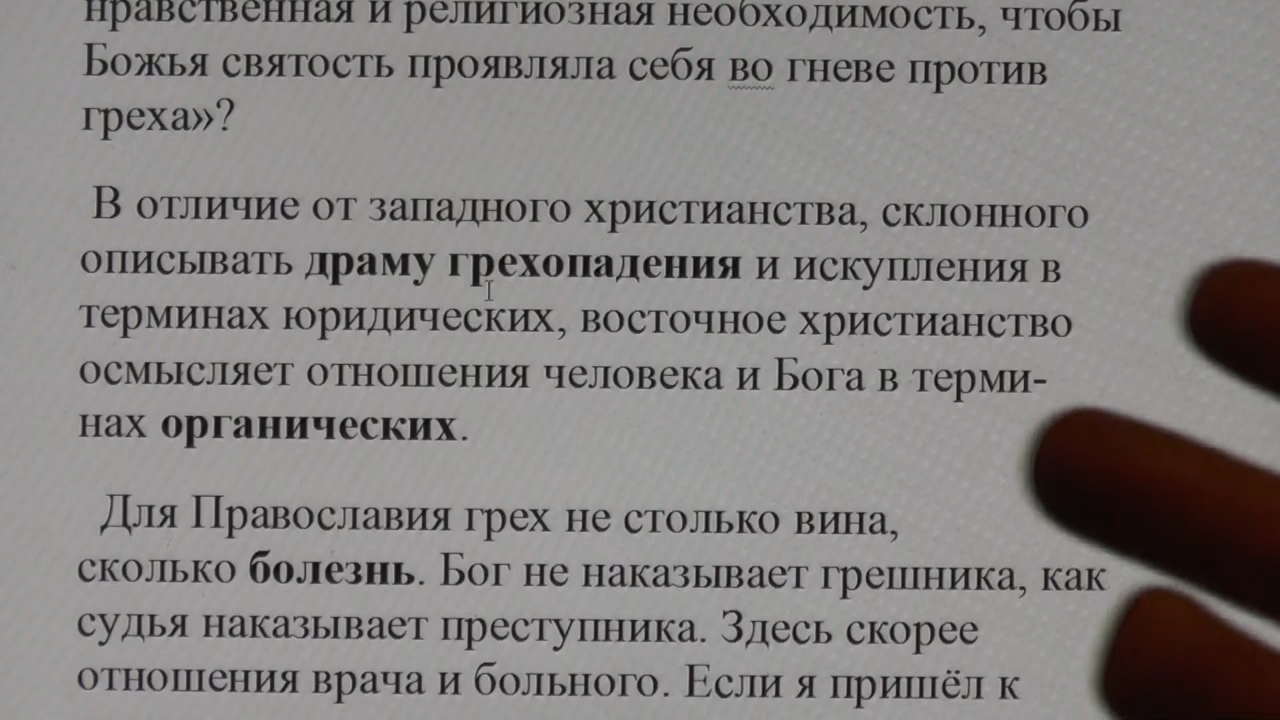 нравственная и религиозная необходимость, чтобы
Божья святость проявляла себя во гневе против
греха»?
В отличие от западного христианства, склонного
описывать драму грехопадения и искупления в
терминах юридических, восточное христианство
осмысляет отношения человека и Бога в терми-
нах органических.
Для Православия грех не столько вина,
сколько болезнь. Бог не наказывает грешника, как
судья наказывает преступника. Здесь скорее
отношения врача и больного. Если я пришёл к